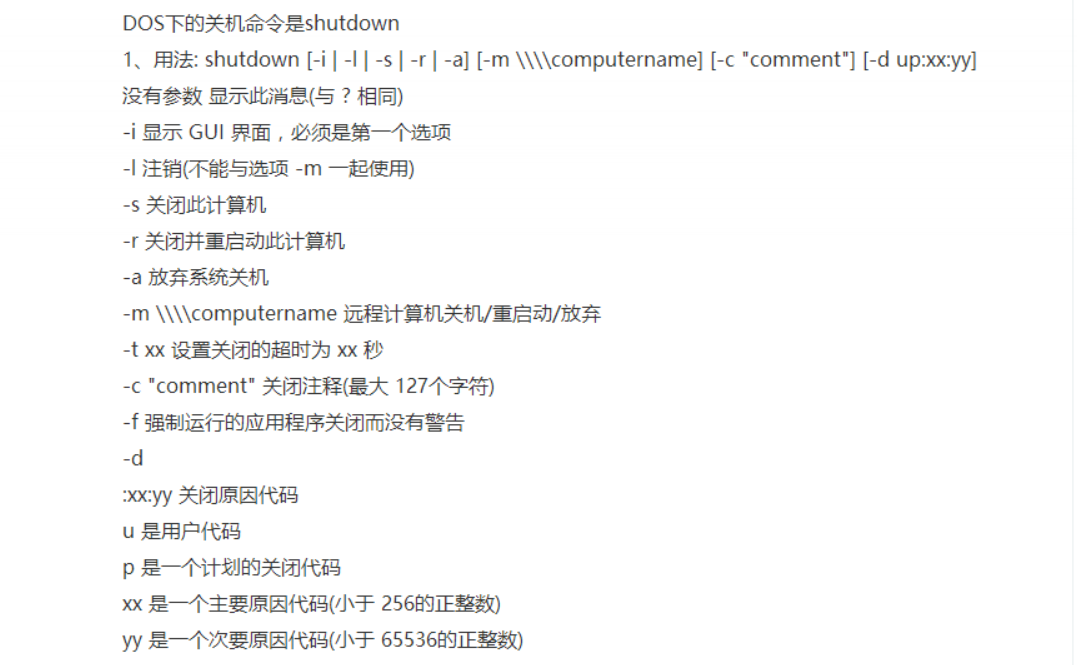 DOS下的关机命令是shutdown
1、用法: shutdown [-i | -l | -s | -r | -a] [-m \\\\computername] [-c "comment"] [-d up:xx:yy]
没有参数 显示此消息(与 ? 相同)
-i 显示 GUI 界面，必须是第一个选项
-l 注销(不能与选项 -m 一起使用)
-s 关闭此计算机
-r 关闭并重启动此计算机
-a 放弃系统关机
-m \\\\computername 远程计算机关机/重启动/放弃
-t xx 设置关闭的超时为 xx 秒
-c "comment" 关闭注释(最大 127个字符)
-f 强制运行的应用程序关闭而没有警告
-d
:xx:yy 关闭原因代码
u 是用户代码
p 是一个计划的关闭代码
xx 是一个主要原因代码(小于 256的正整数)
yy 是一个次要原因代码(小于 65536的正整数)